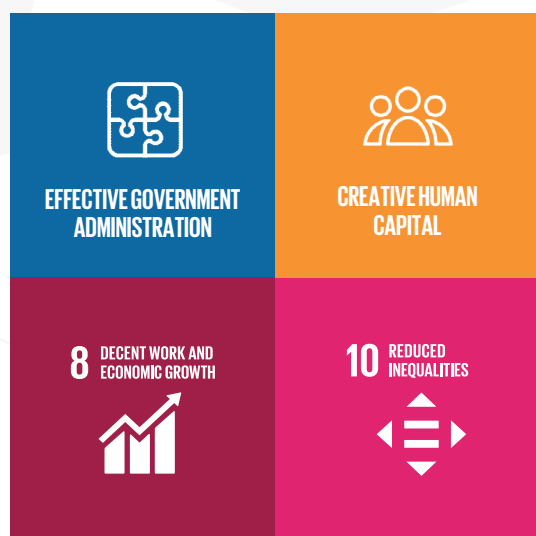 EFFECTIVE GOVERNMENT
ADMINISTRATION
CREATIVE HUMAN
CAPITAL
8 DECENT WORK AND
ECONOMIC GROWTH
10 REDUCED
INEQUALITIES